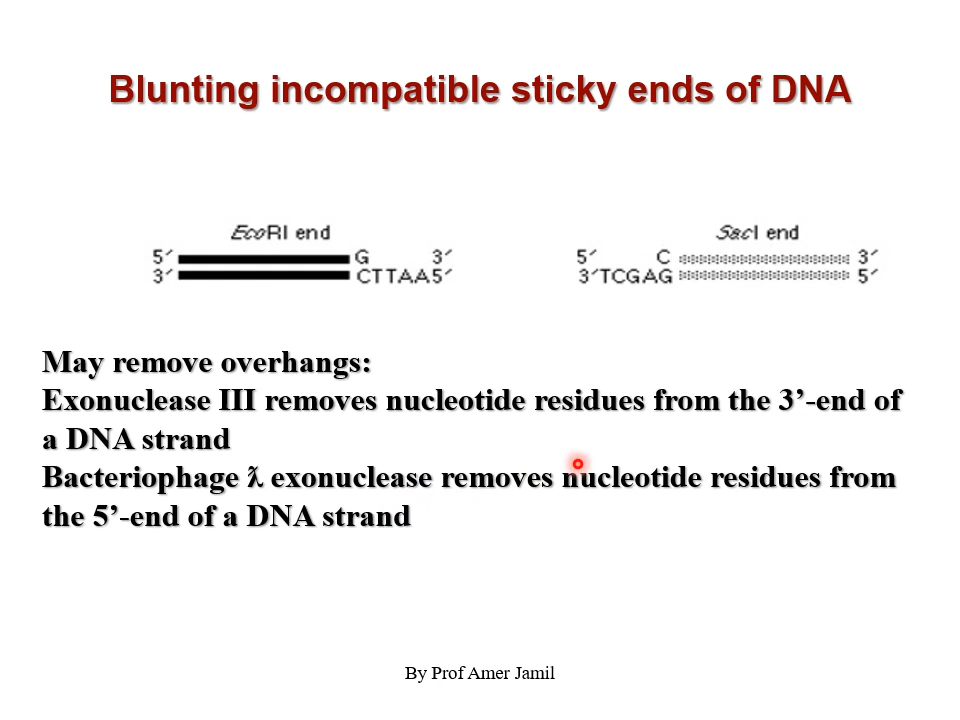 Blunting incompatible sticky ends of DNA
EcoRI end
SacI end
5´ G 3´
3´ CTTAA5´
5´ C 3´
3´TCGAG 5´
May remove overhangs:
Exonuclease III removes nucleotide residues from the 3’-end of
a DNA strand
Bacteriophage ƛ exonuclease removes nucleotide residues from
the 5’-end of a DNA strand
By Prof Amer Jamil